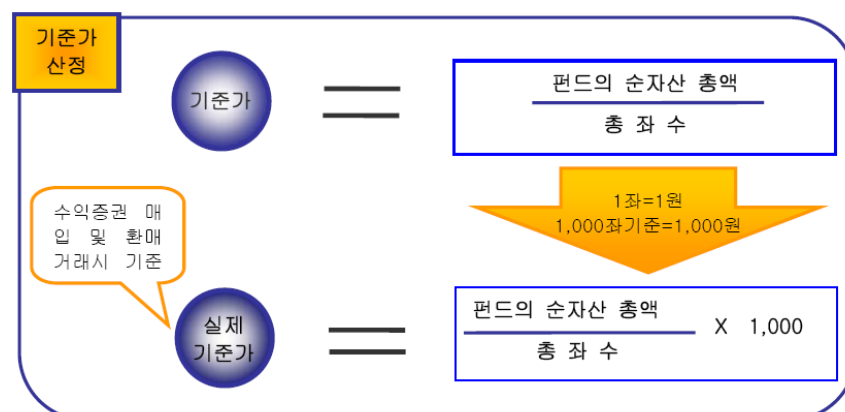 기준가
산정
기준가
펀드의 순자산 총액
총 좌 수
1좌=1원
1,000좌기준=1,000원
수익증권 매
입 및 환매
거래시 기준
실제
기준가
펀드의 순자산 총액
총 좌 수
X 1,000